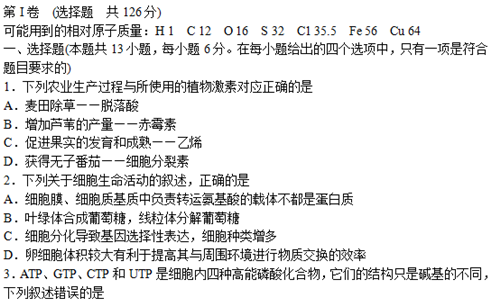 第Ⅰ卷　(选择题　共 126 分)
可能用到的相对原子质量：H 1　C 12　O 16　S 32　Cl 35.5　Fe 56　Cu 64
一、选择题(本题共 13 小题，每小题 6 分。在每小题给出的四个选项中，只有一项是符合
题目要求的)
1．下列农业生产过程与所使用的植物激素对应正确的是
A．麦田除草——脱落酸
B．增加芦苇的产量——赤霉素
C．促进果实的发育和成熟——乙烯
D．获得无子番茄——细胞分裂素
2．下列关于细胞生命活动的叙述，正确的是
A．细胞膜、细胞质基质中负责转运氨基酸的载体不都是蛋白质
B．叶绿体合成葡萄糖，线粒体分解葡萄糖
C．细胞分化导致基因选择性表达，细胞种类增多
D．卵细胞体积较大有利于提高其与周围环境进行物质交换的效率
3．ATP、GTP、CTP 和 UTP 是细胞内四种高能磷酸化合物，它们的结构只是碱基的不同，
下列叙述错误的是